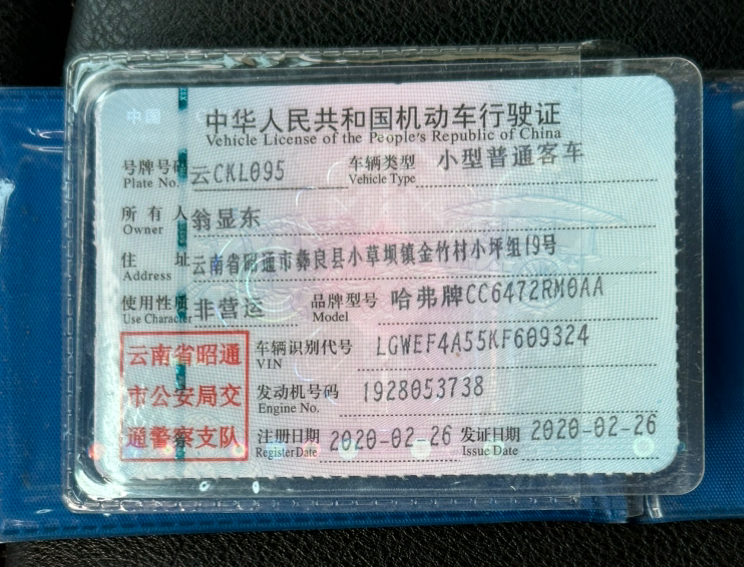 中国
中华人民共和国机动车行驶证
Vehicle License of the People's Republic of China
号牌号码 云CKL095 车辆类型 小型普通客车
Plate No. Vehicle Type
所有人 翁显东
Owner
住址 云南省昭通市彝良县小草坝镇金竹村小坪组19号
Address
使用性质 非营运 品牌型号 哈弗牌CC6472RM0AA
Use Character Model
云南省昭通
市公安局交
通警察支队
车辆识别代号 LGWEF4A55KF609324
VIN
发动机号码 1928053738
Engine No.
注册日期 2020-02-26 发证日期 2020-02-26
Register Date Issue Date